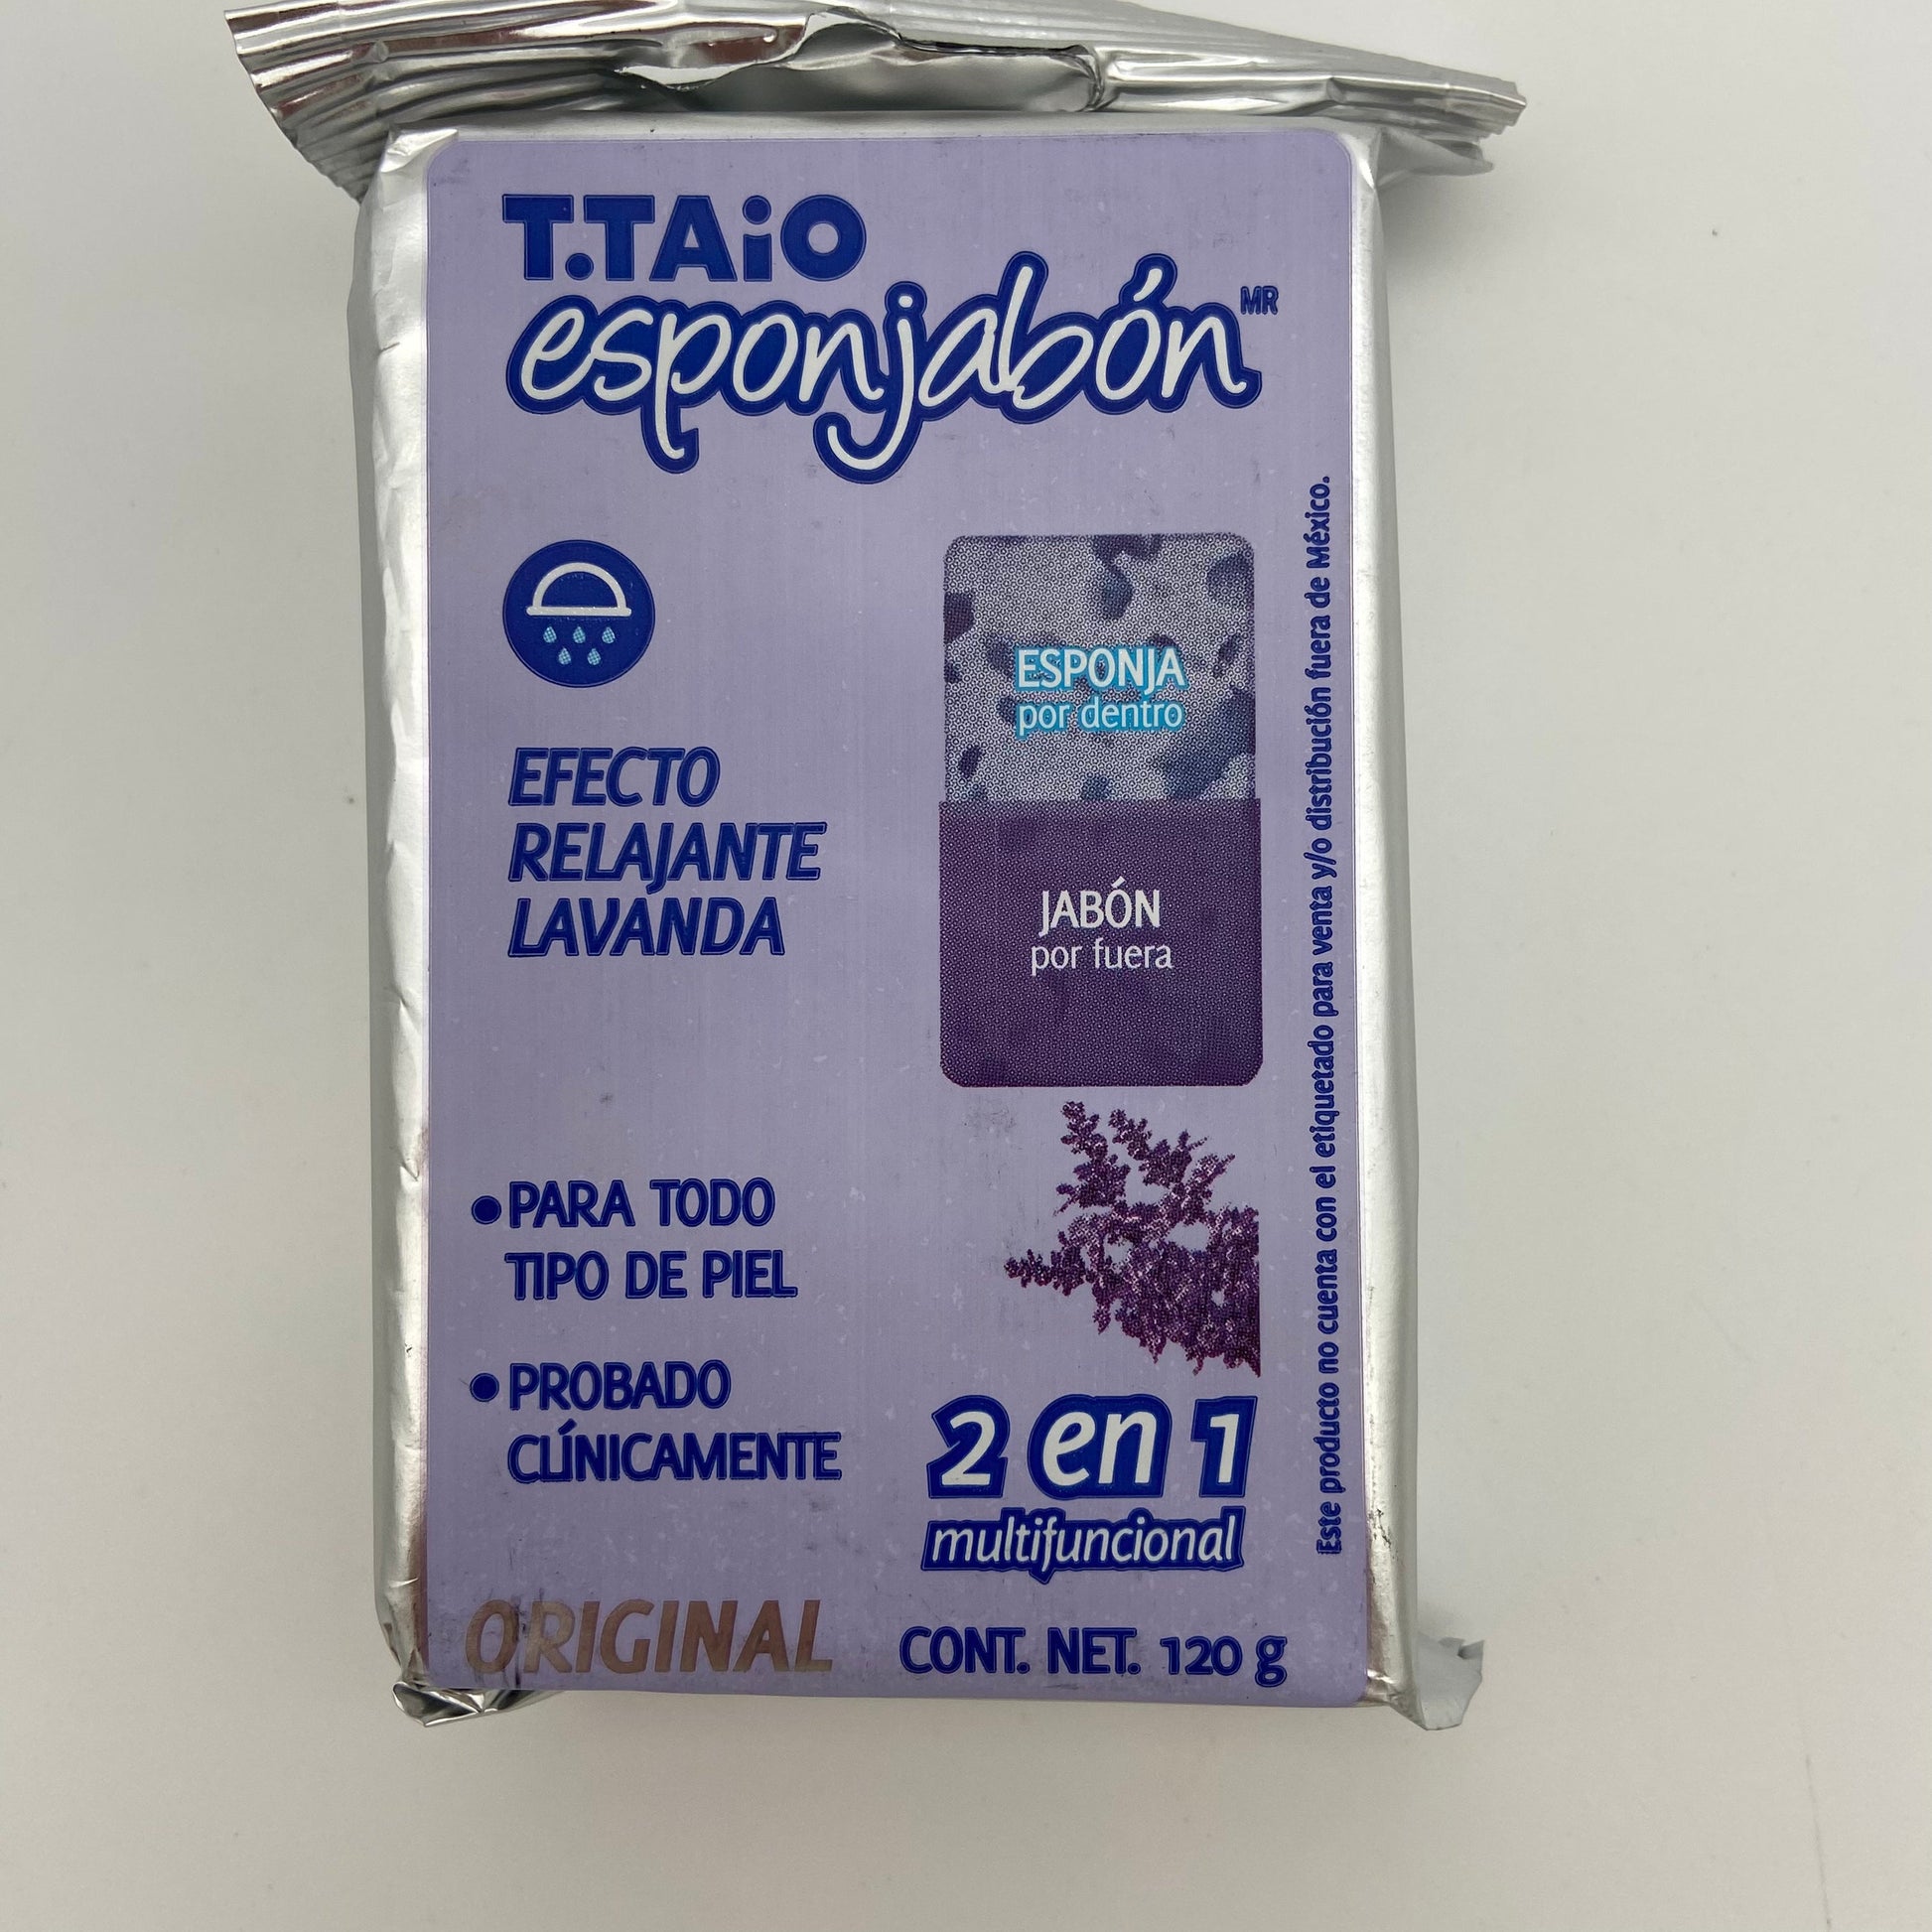 T.TAiO
esponjabón MR
ESPONJA
por dentro
EFECTO
RELAJANTE
LAVANDA
JABÓN
por fuera
•PARA TODO
TIPO DE PIEL
•PROBADO
CLÍNICAMENTE
2 en 1
multifuncional
ORIGINAL
CONT. NET. 120 g
Este producto no cuenta con el etiquetado para venta y/o distribución fuera de México.